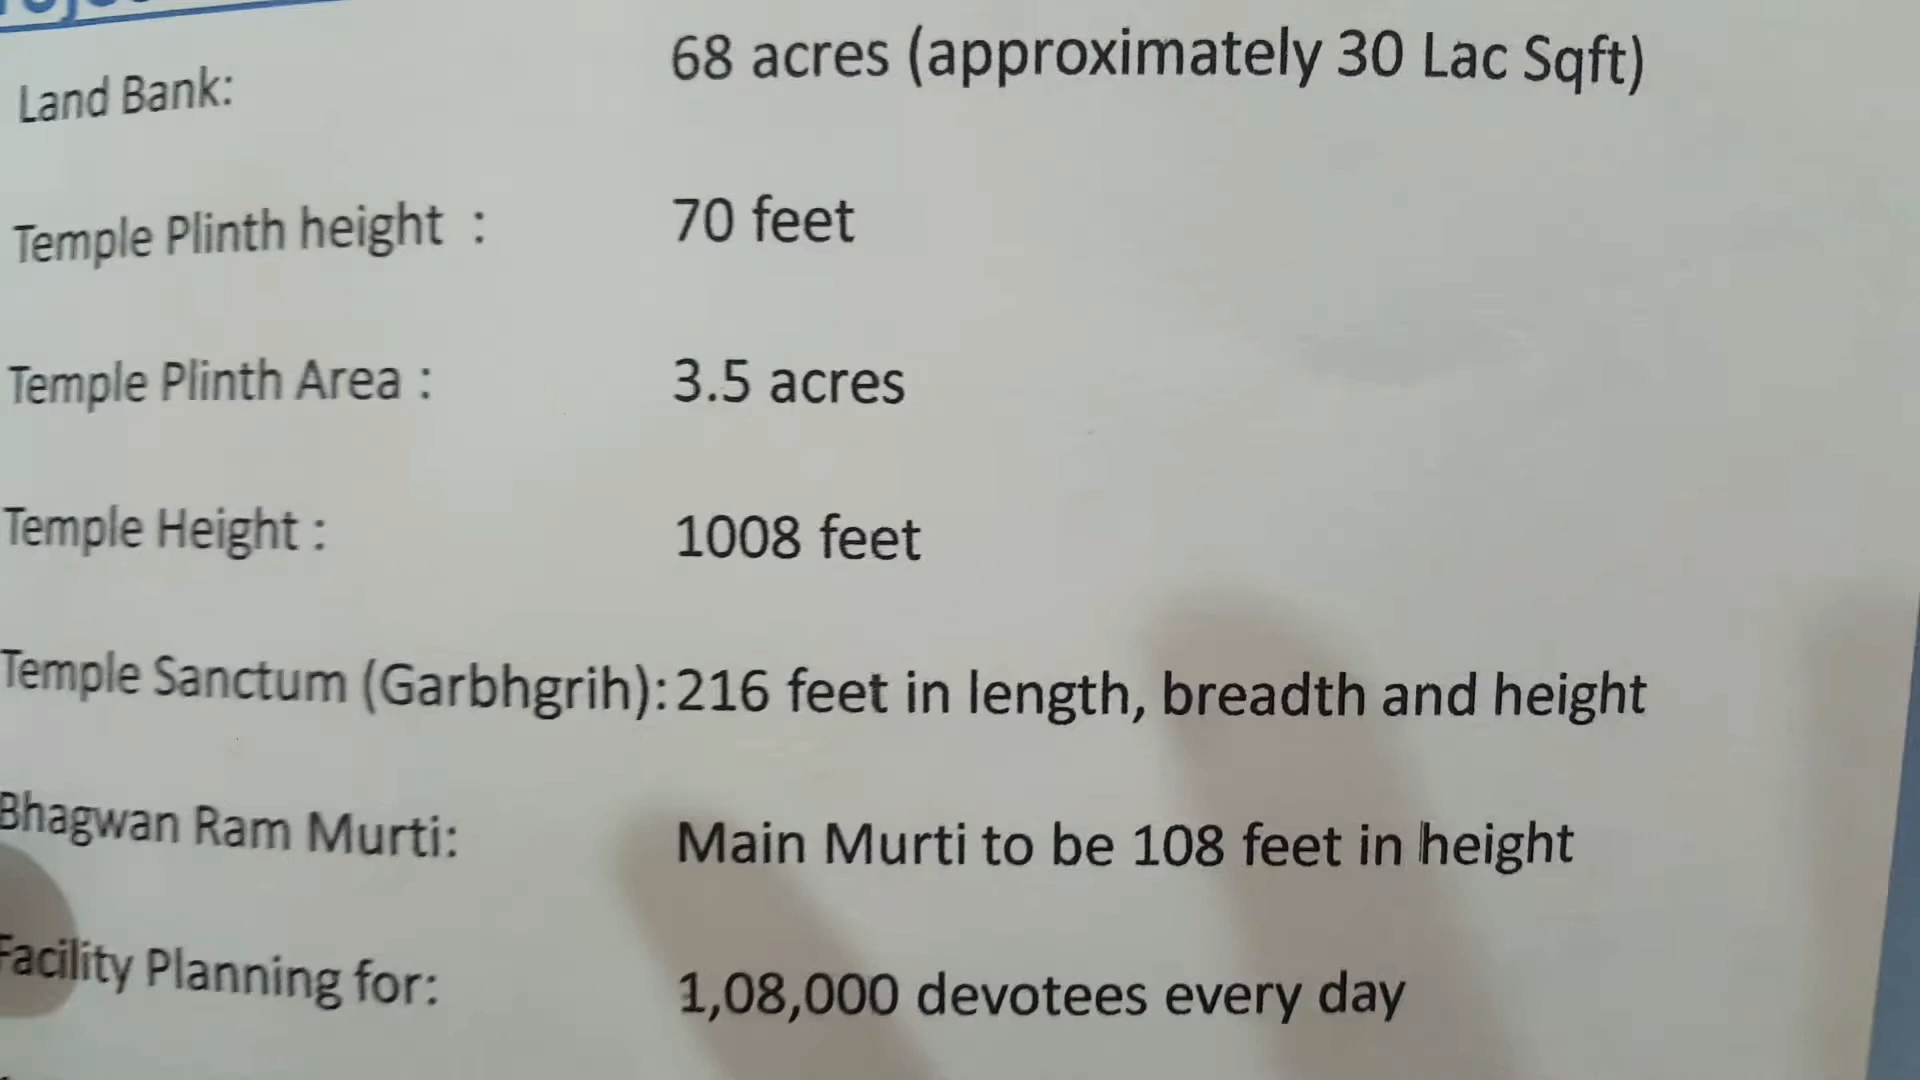 Land Bank: 68 acres (approximately 30 Lac Sqft)
Temple Plinth height : 70 feet
Temple Plinth Area : 3.5 acres
Temple Height : 1008 feet
Temple Sanctum (Garbhgrih): 216 feet in length, breadth and height
Bhagwan Ram Murti: Main Murti to be 108 feet in height
Facility Planning for: 1,08,000 devotees every day